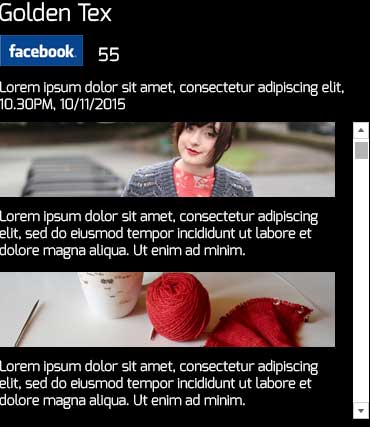 Golden Tex
facebook.
55
Lorem ipsum dolor sit amet, consectetur adipiscing elit,
10.30PM, 10/11/2015
Lorem ipsum dolor sit amet, consectetur adipiscing
elit, sed do eiusmod tempor incididunt ut labore et
dolore magna aliqua. Ut enim ad minim.
Lorem ipsum dolor sit amet, consectetur adipiscing
elit, sed do eiusmod tempor incididunt ut labore et
dolore magna aliqua. Ut enim ad minim.